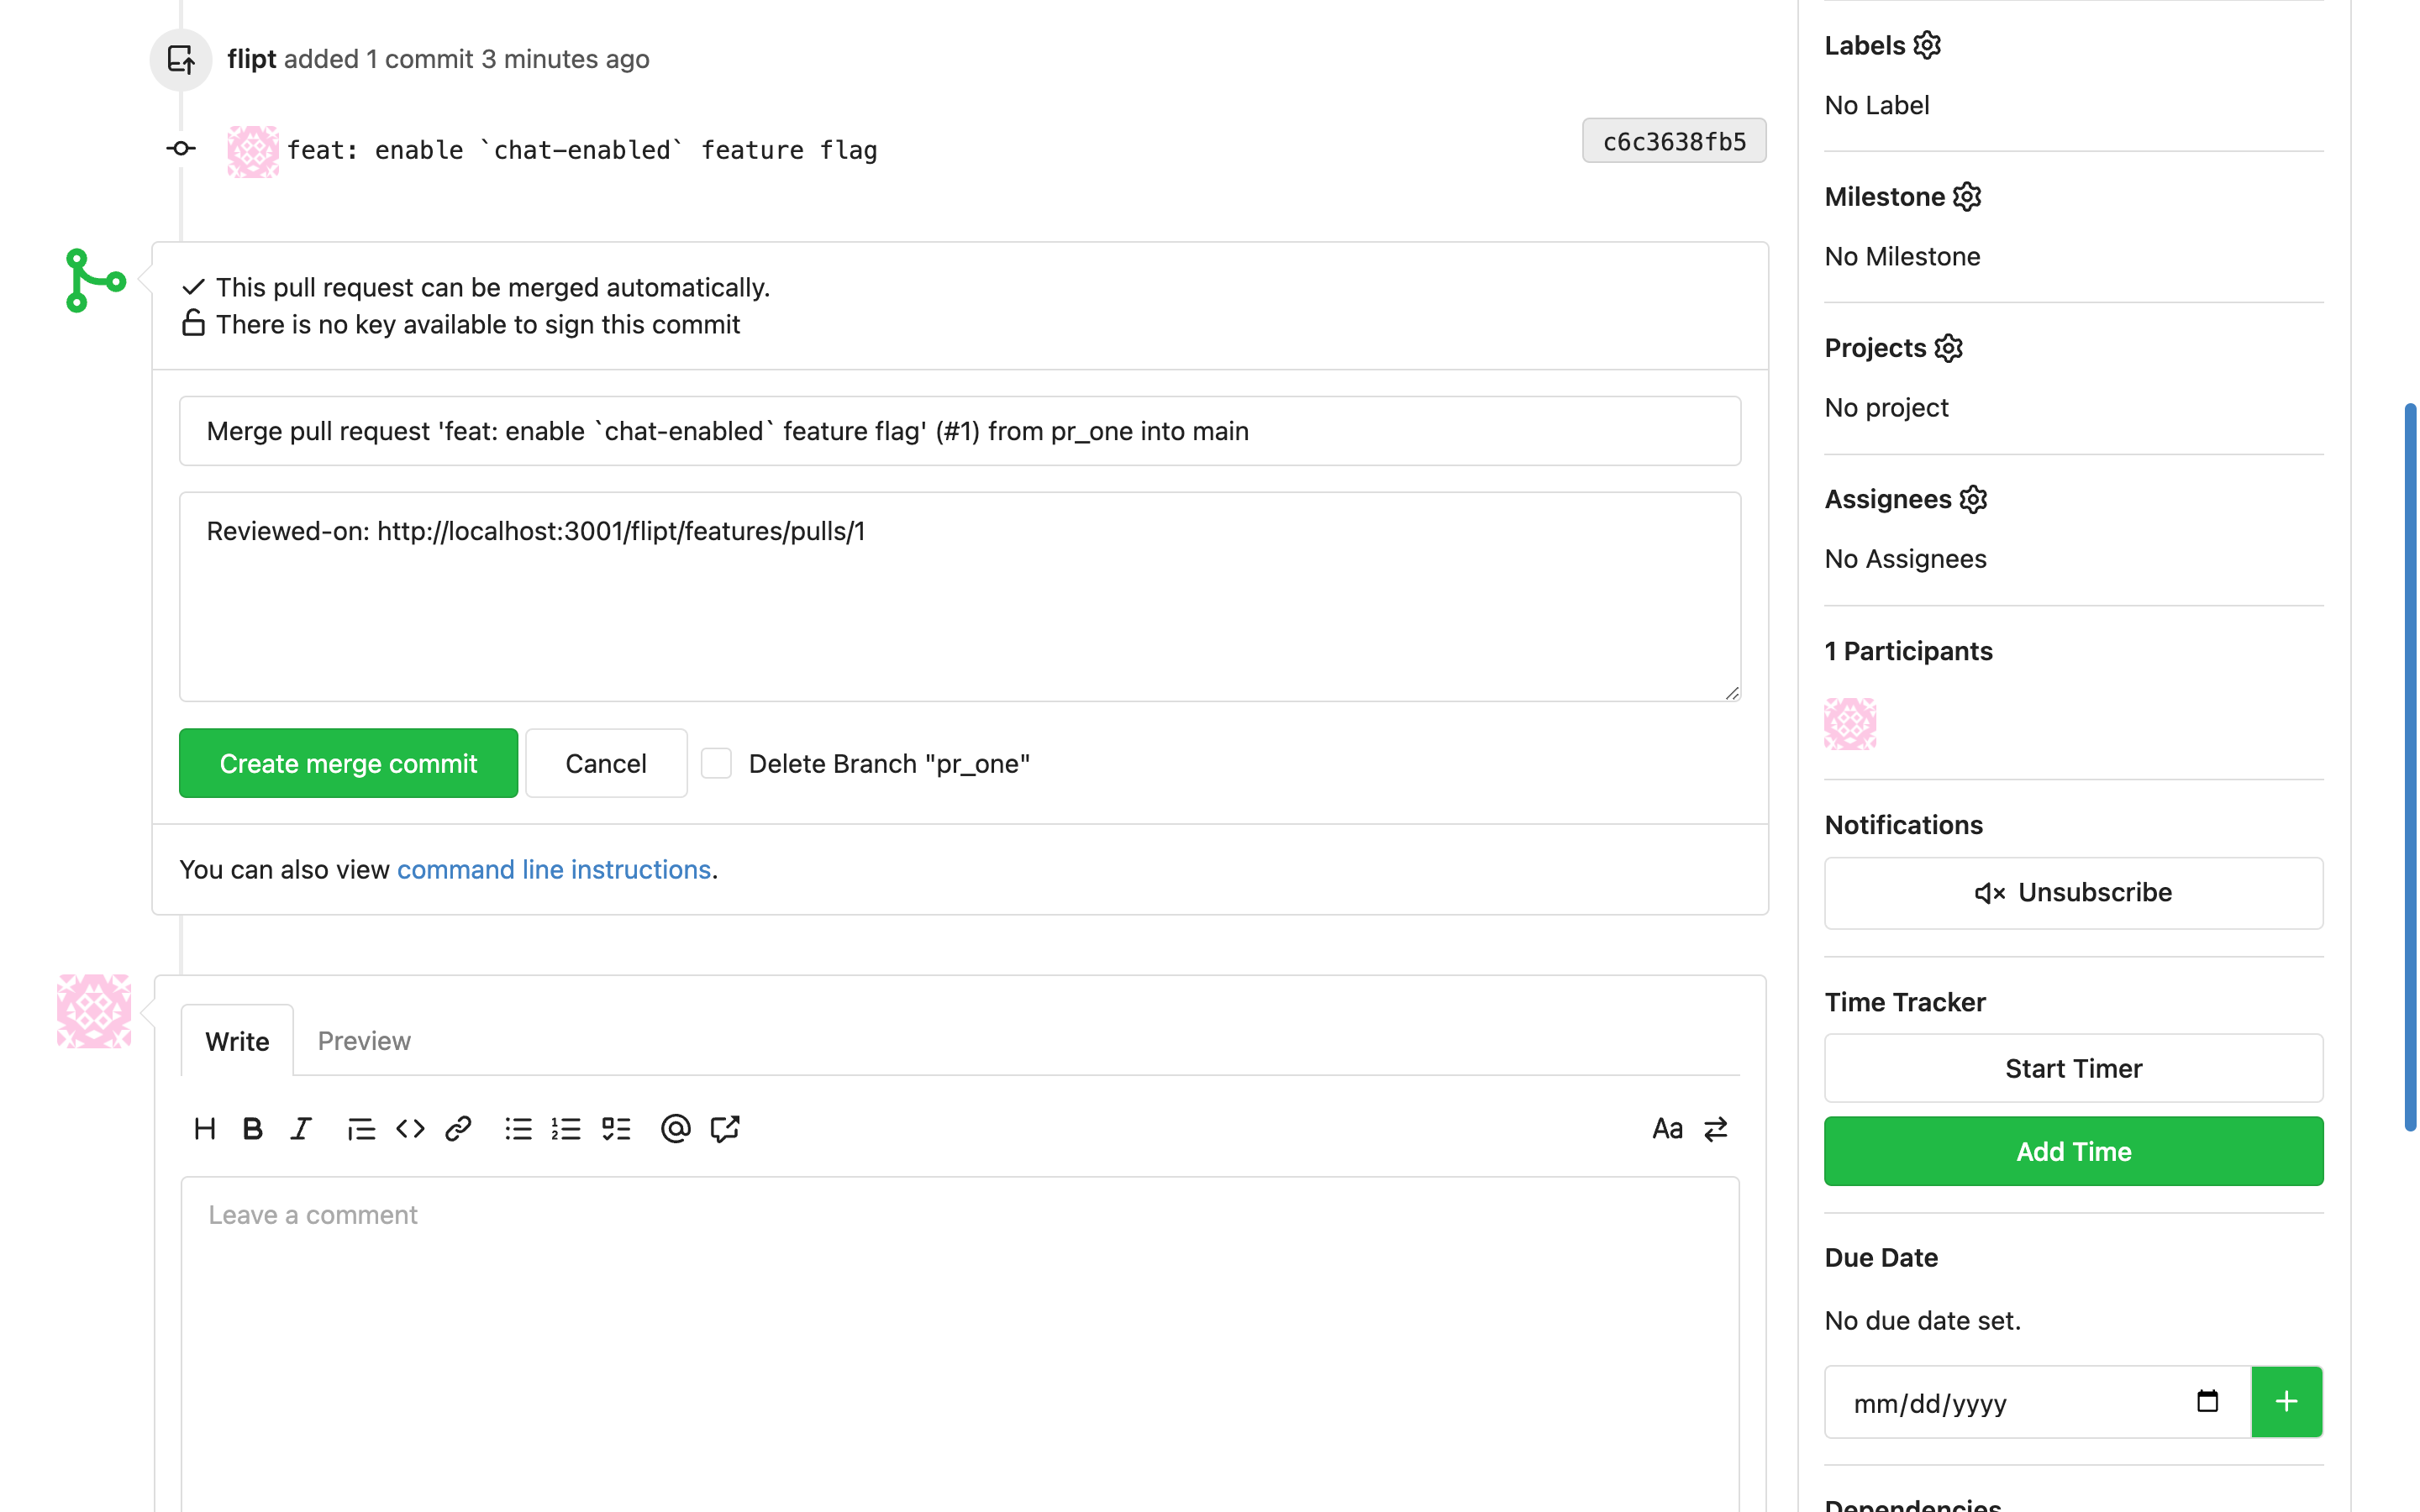 flipt added 1 commit 3 minutes ago
feat: enable `chat-enabled` feature flag
c6c3638fb5
This pull request can be merged automatically.
There is no key available to sign this commit
Merge pull request 'feat: enable `chat-enabled` feature flag' (#1) from pr_one into main
Reviewed-on: http://localhost:3001/flipt/features/pulls/1
Create merge commit
Cancel
Delete Branch "pr_one"
You can also view command line instructions.
Write
Preview
Aa
Leave a comment
Labels
No Label
Milestone
No Milestone
Projects
No project
Assignees
No Assignees
1 Participants
Notifications
Unsubscribe
Time Tracker
Start Timer
Add Time
Due Date
No due date set.
mm/dd/yyyy
Dependencies